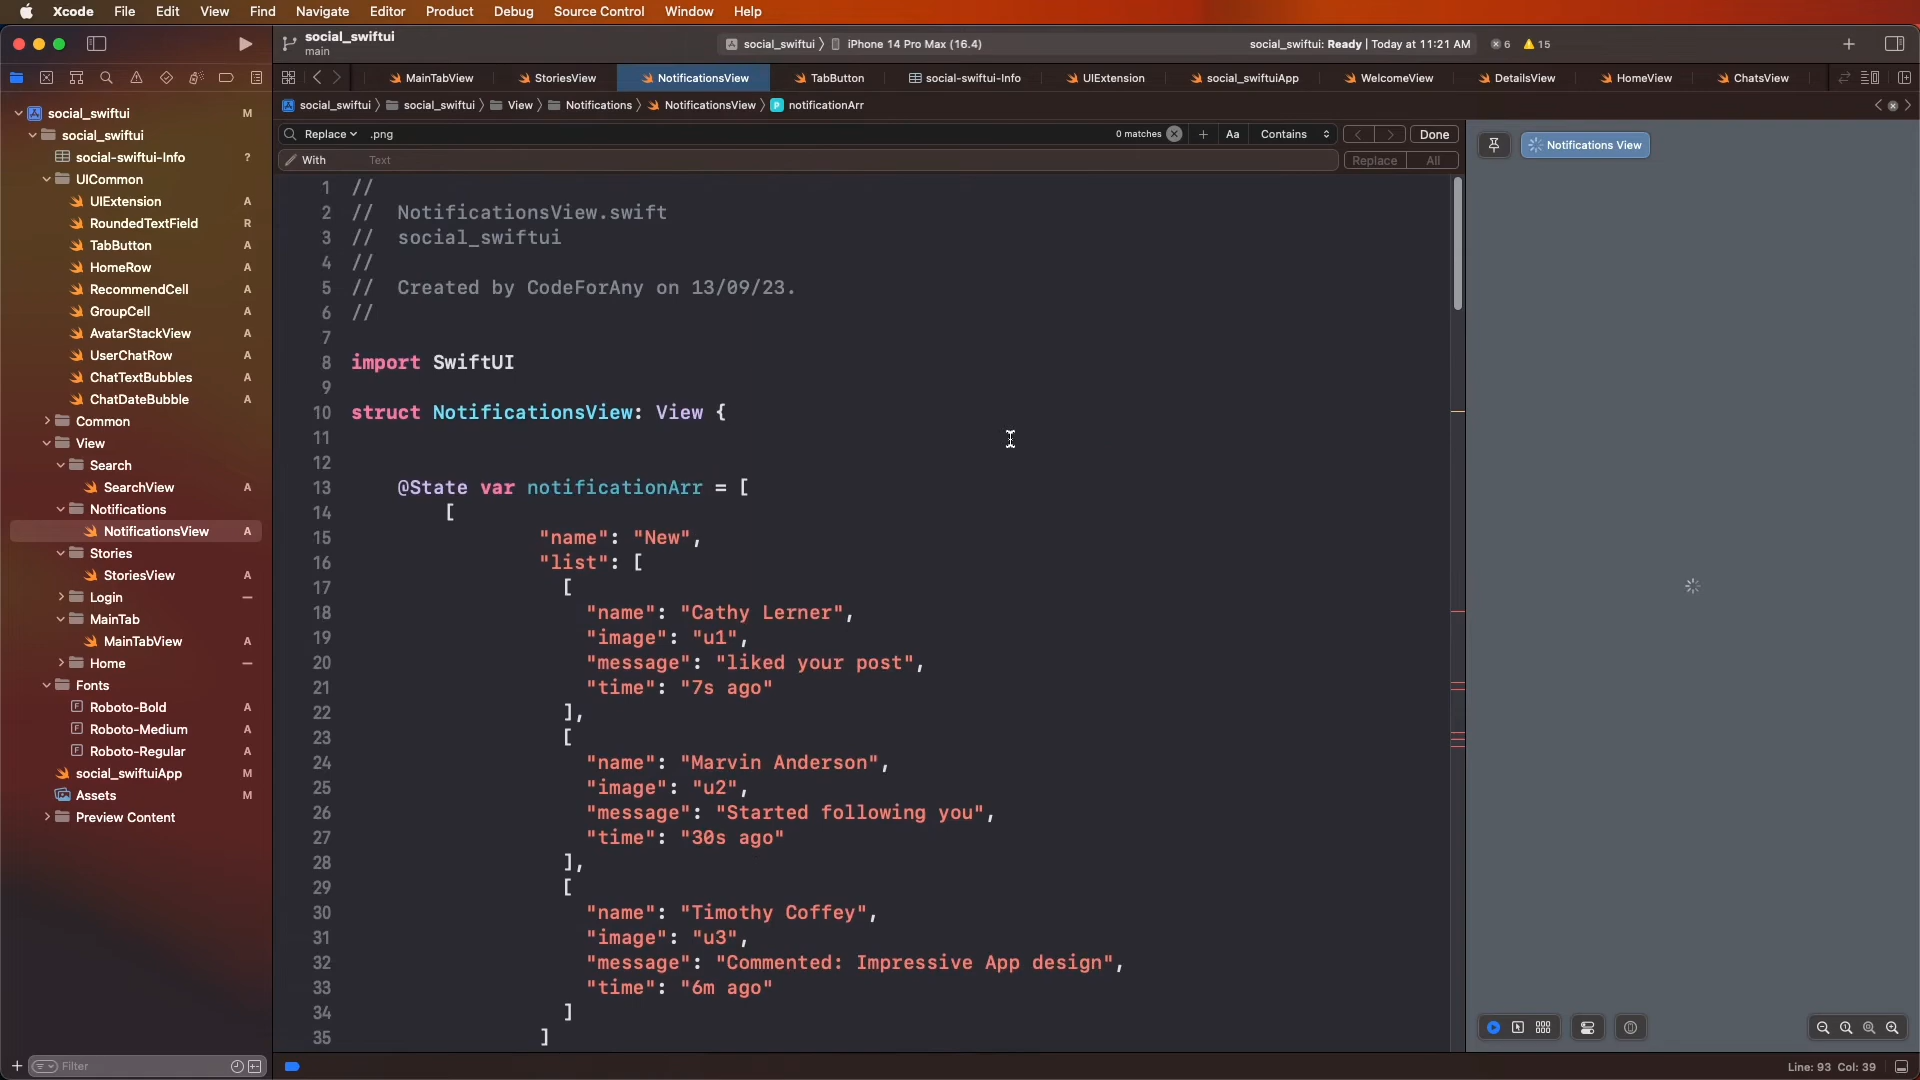 Xcode File Edit View Find Navigate Editor Product Debug Source Control Window Help
social_swiftui
main
social_swiftui iPhone 14 Pro Max (16.4)
social_swiftui: Ready | Today at 11:21 AM
6 15
MainTabView StoriesView NotificationsView TabButton social-swiftui-Info UIExtension social_swiftuiApp WelcomeView DetailsView HomeView ChatsView
social_swiftui social_swiftui View Notifications NotificationsView P notificationArr
Replace .png 0 matches Aa Contains Done
With Text Replace All
social_swiftui M
social_swiftui
social-swiftui-Info ?
UICommon
UIExtension A
RoundedTextField R
TabButton A
HomeRow A
RecommendCell A
GroupCell A
AvatarStackView A
UserChatRow A
ChatTextBubbles A
ChatDateBubble A
Common
View
Search
SearchView A
Notifications
NotificationsView A
Stories
StoriesView A
Login
MainTab
MainTabView A
Home
Fonts
F Roboto-Bold A
F Roboto-Medium A
F Roboto-Regular A
social_swiftuiApp M
Assets M
Preview Content
Filter
1 //
2 // NotificationsView.swift
3 // social_swiftui
4 //
5 // Created by CodeForAny on 13/09/23.
6 //
7
8 import SwiftUI
9
10 struct NotificationsView: View {
11
12
13 @State var notificationArr = [
14 [
15 "name": "New",
16 "list": [
17 [
18 "name": "Cathy Lerner",
19 "image": "u1",
20 "message": "liked your post",
21 "time": "7s ago"
22 ],
23 [
24 "name": "Marvin Anderson",
25 "image": "u2",
26 "message": "Started following you",
27 "time": "30s ago"
28 ],
29 [
30 "name": "Timothy Coffey",
31 "image": "u3",
32 "message": "Commented: Impressive App design",
33 "time": "6m ago"
34 ]
35 ]
Notifications View
Line: 93 Col: 39